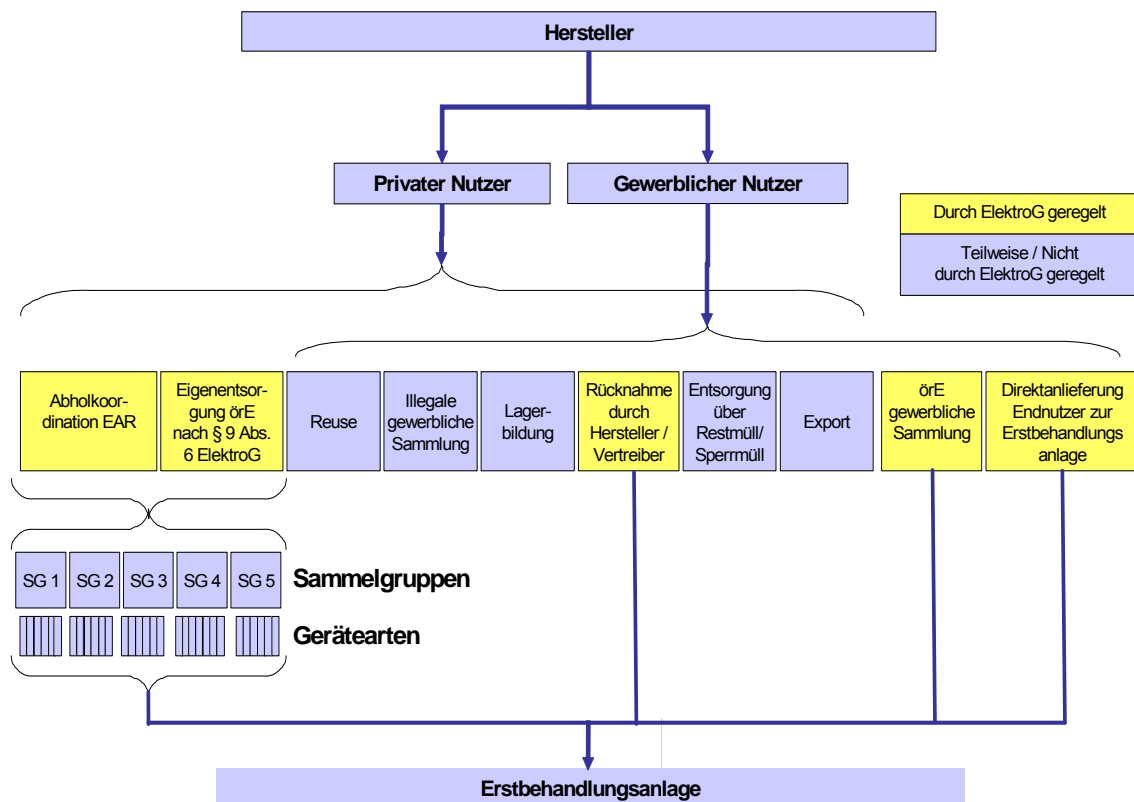 Hersteller
Privater Nutzer
Gewerblicher Nutzer
Durch ElektroG geregelt
Teilweise / Nicht
durch ElektroG geregelt
Abholkoor-
dination EAR
Eigenentsor-
gung örE
nach § 9 Abs.
6 ElektroG
Reuse
Illegale
gewerbliche
Sammlung
Lager-
bildung
Rücknahme
durch
Hersteller /
Vertreiber
Entsorgung
über
Restmüll/
Sperrmüll
Export
örE
gewerbliche
Sammlung
Direktanlieferung
Endnutzer zur
Erstbehandlungs
anlage
SG 1
SG 2
SG 3
SG 4
SG 5
Sammelgruppen
Gerätearten
Erstbehandlungsanlage